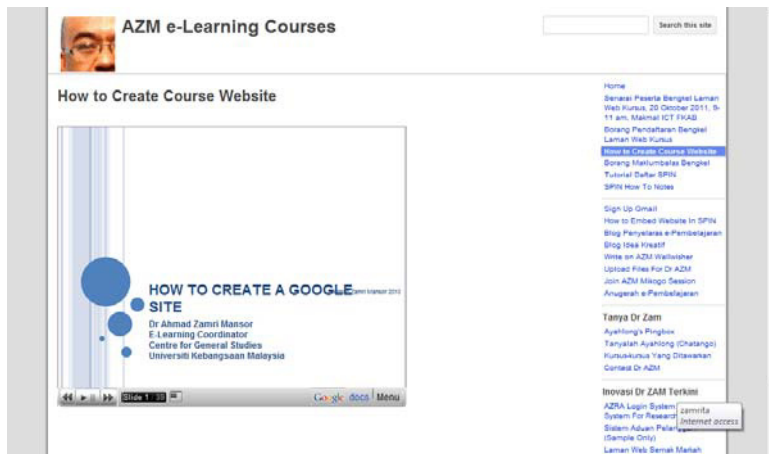 AZM e-Learning Courses
Search this site
How to Create Course Website
HOW TO CREATE A GOOGLE
SITE
Zamri Mansor 2010
Dr Ahmad Zamri Mansor
E-Learning Coordinator
Centre for General Studies
Universiti Kebangsaan Malaysia
Slide 1 / 39
Google docs
Menu
Home
Senarai Peserta Bengkel Laman
Web Kursus, 20 Oktober 2011, 9-
11 am, Makmal ICT FKAB
Borang Pendaftaran Bengkel
Laman Web Kursus
How to Create Course Website
Borang Maklumbalas Bengkel
Tutorial Daftar SPIN
SPIN How To Notes
Sign Up Gmail
How to Embed Website In SPIN
Blog Penyelaras e-Pembelajaran
Blog Idea Kreatif
Write on AZM Wallwisher
Upload Files For Dr AZM
Join AZM Mikogo Session
Anugerah e-Pembelajaran
Tanya Dr Zam
Ayahlong's Pingbox
Tanyalah Ayahlong (Chatango)
Kursus-kursus Yang Ditawarkan
Contact Dr AZM
Inovasi Dr ZAM Terkini
AZRA Login System
System For Research
Sistem Aduan
(Sample Only)
Laman Web Semak Markah
zamrita
Internet access